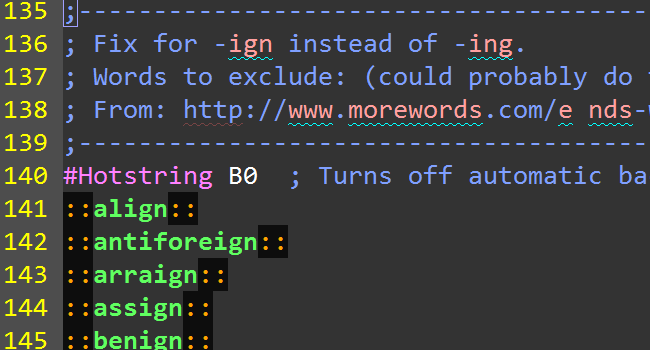 135 ;--------------------------------------
136 ; Fix for -ign instead of -ing.
137 ; Words to exclude: (could probably do
138 ; From: http://www.morewords.com/e nds-
139 ;--------------------------------------
140 #Hotstring B0  ; Turns off automatic ba
141 ::align::
142 ::antiforeign::
143 ::arraign::
144 ::assign::
145 ::benign::